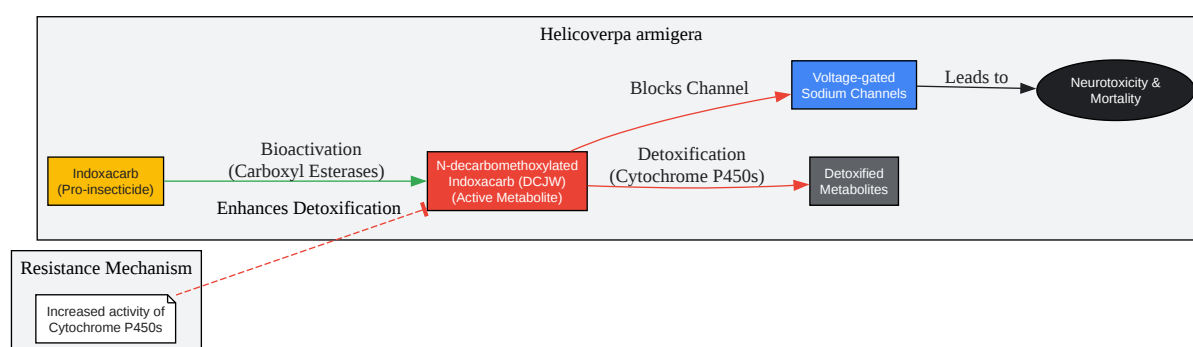 Helicoverpa armigera
Indoxacarb
(Pro-insecticide)
Bioactivation
(Carboxyl Esterases)
Enhances Detoxification
N-decarbomethoxylated
Indoxacarb (DCJW)
(Active Metabolite)
Blocks Channel
Detoxification
(Cytochrome P450s)
Voltage-gated
Sodium Channels
Leads to
Neurotoxicity &
Mortality
Detoxified
Metabolites
Resistance Mechanism
Increased activity of
Cytochrome P450s